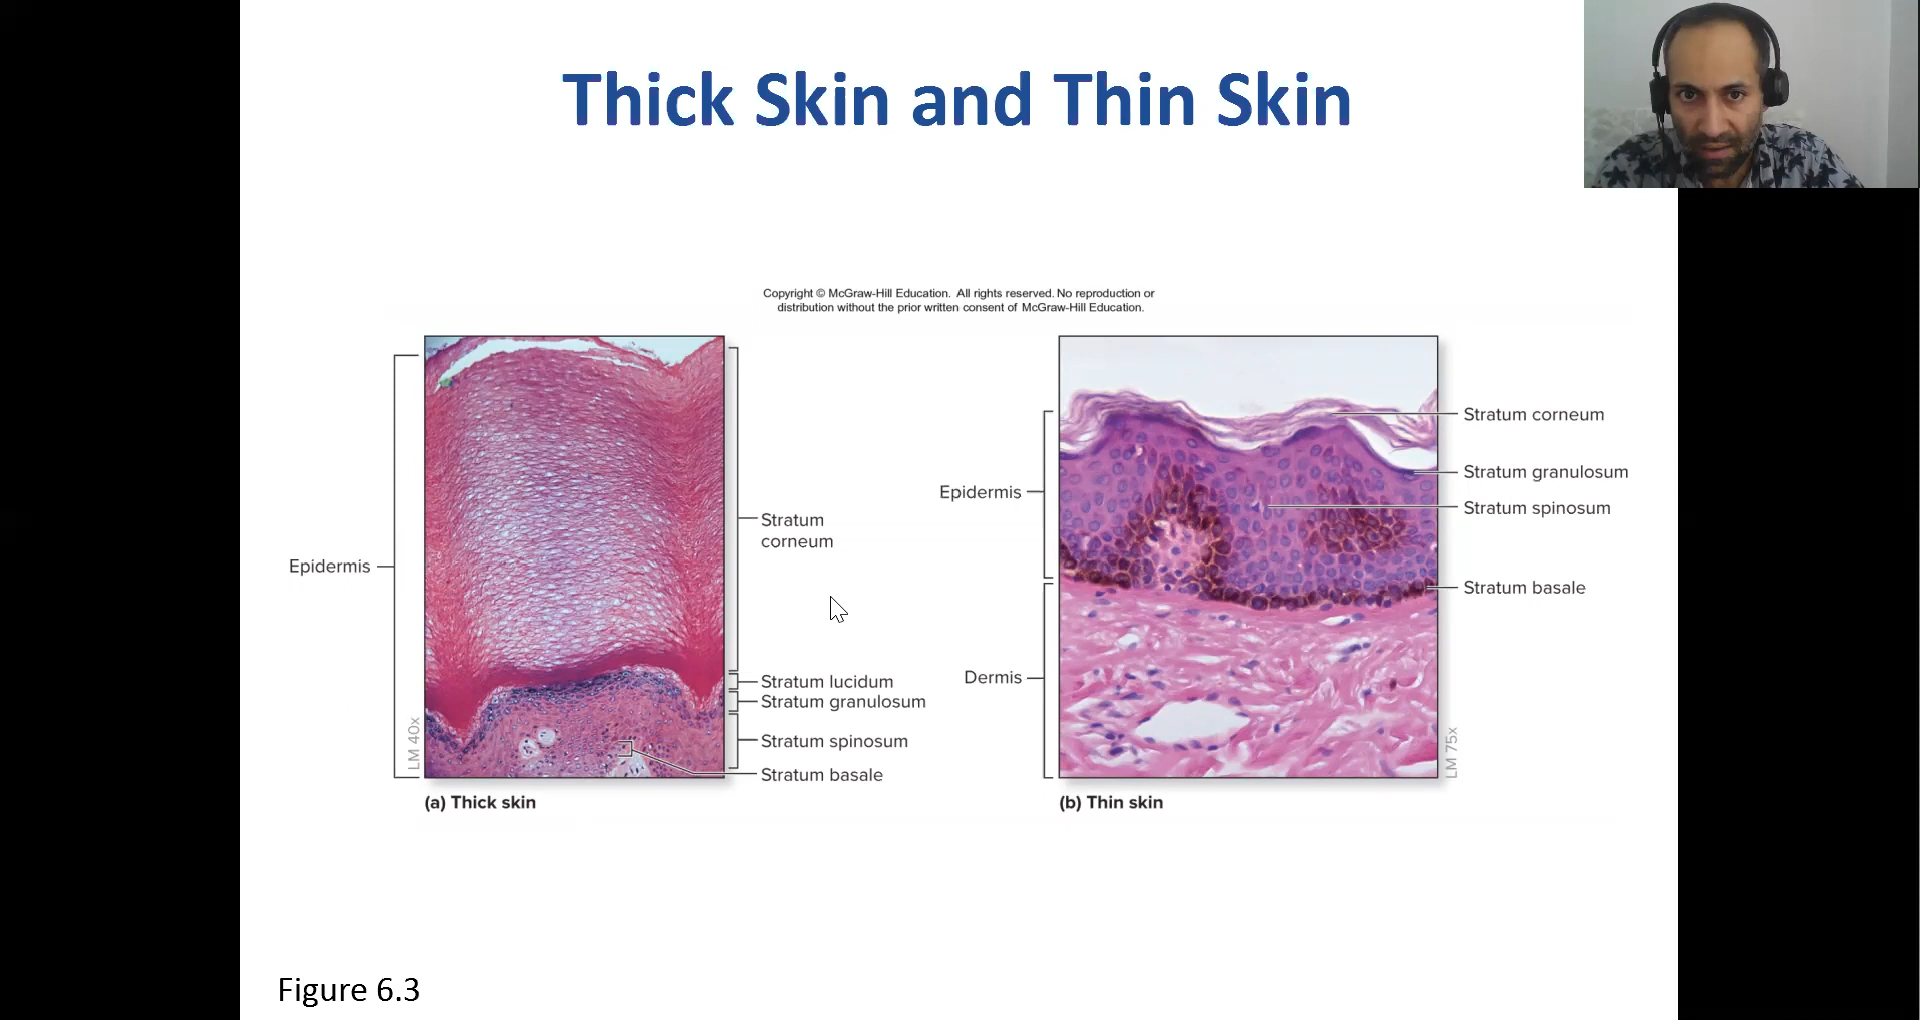 Thick Skin and Thin Skin
Copyright © McGraw-Hill Education. All rights reserved. No reproduction or
distribution without the prior written consent of McGraw-Hill Education.
Epidermis
Stratum
corneum
Stratum lucidum
Stratum granulosum
Stratum spinosum
Stratum basale
LM 40x
(a) Thick skin
Epidermis
Dermis
Stratum corneum
Stratum granulosum
Stratum spinosum
Stratum basale
LM 75x
(b) Thin skin
Figure 6.3